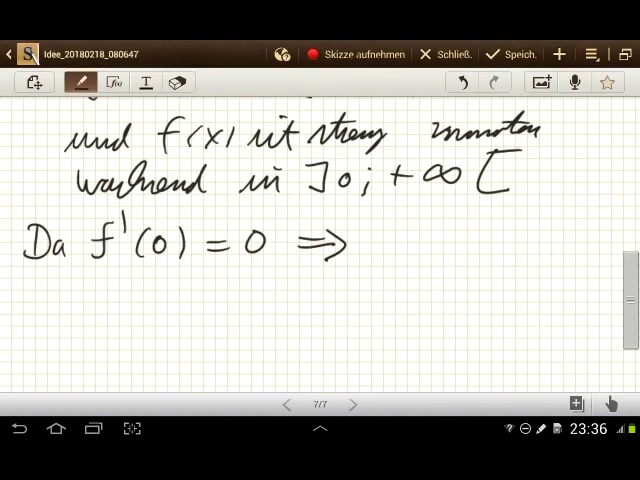 Idee_20180218_080647
Skizze aufnehmen
Schließ.
Speich.
f(x)
T
und f(x) ist streng monoton
wachsend in ]0; +∞[
Da f'(0) = 0 ⇒
7/7
23:36